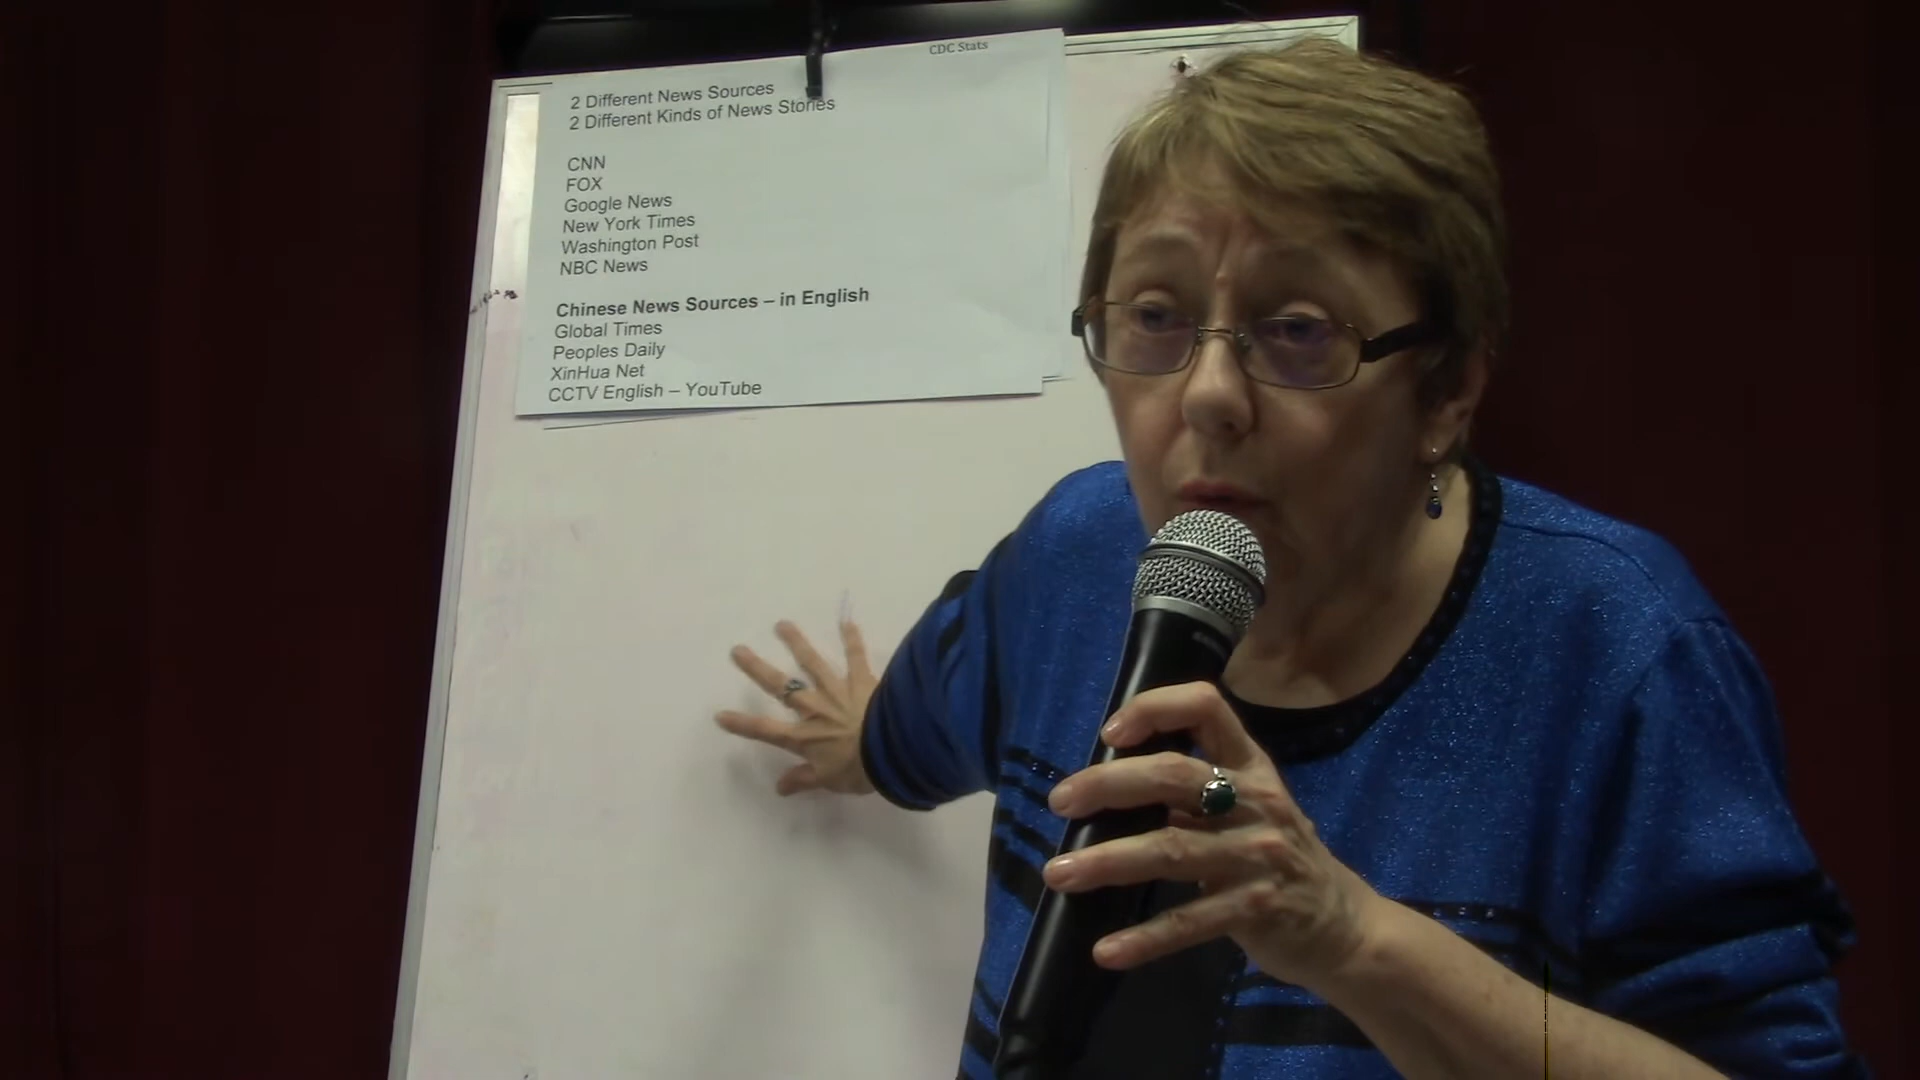 CDC Stats
2 Different News Sources
2 Different Kinds of News Stories
CNN
FOX
Google News
New York Times
Washington Post
NBC News
Chinese News Sources – in English
Global Times
Peoples Daily
XinHua Net
CCTV English – YouTube